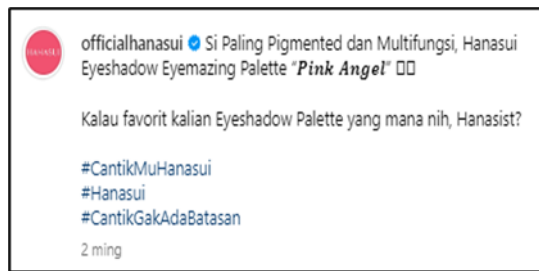 HANASUI
officialhanasui Si Paling Pigmented dan Multifungsi, Hanasui
Eyeshadow Eyemazing Palette "Pink Angel" □□
Kalau favorit kalian Eyeshadow Palette yang mana nih, Hanasist?
#CantikMuHanasui
#Hanasui
#CantikGakAdaBatasan
2 ming